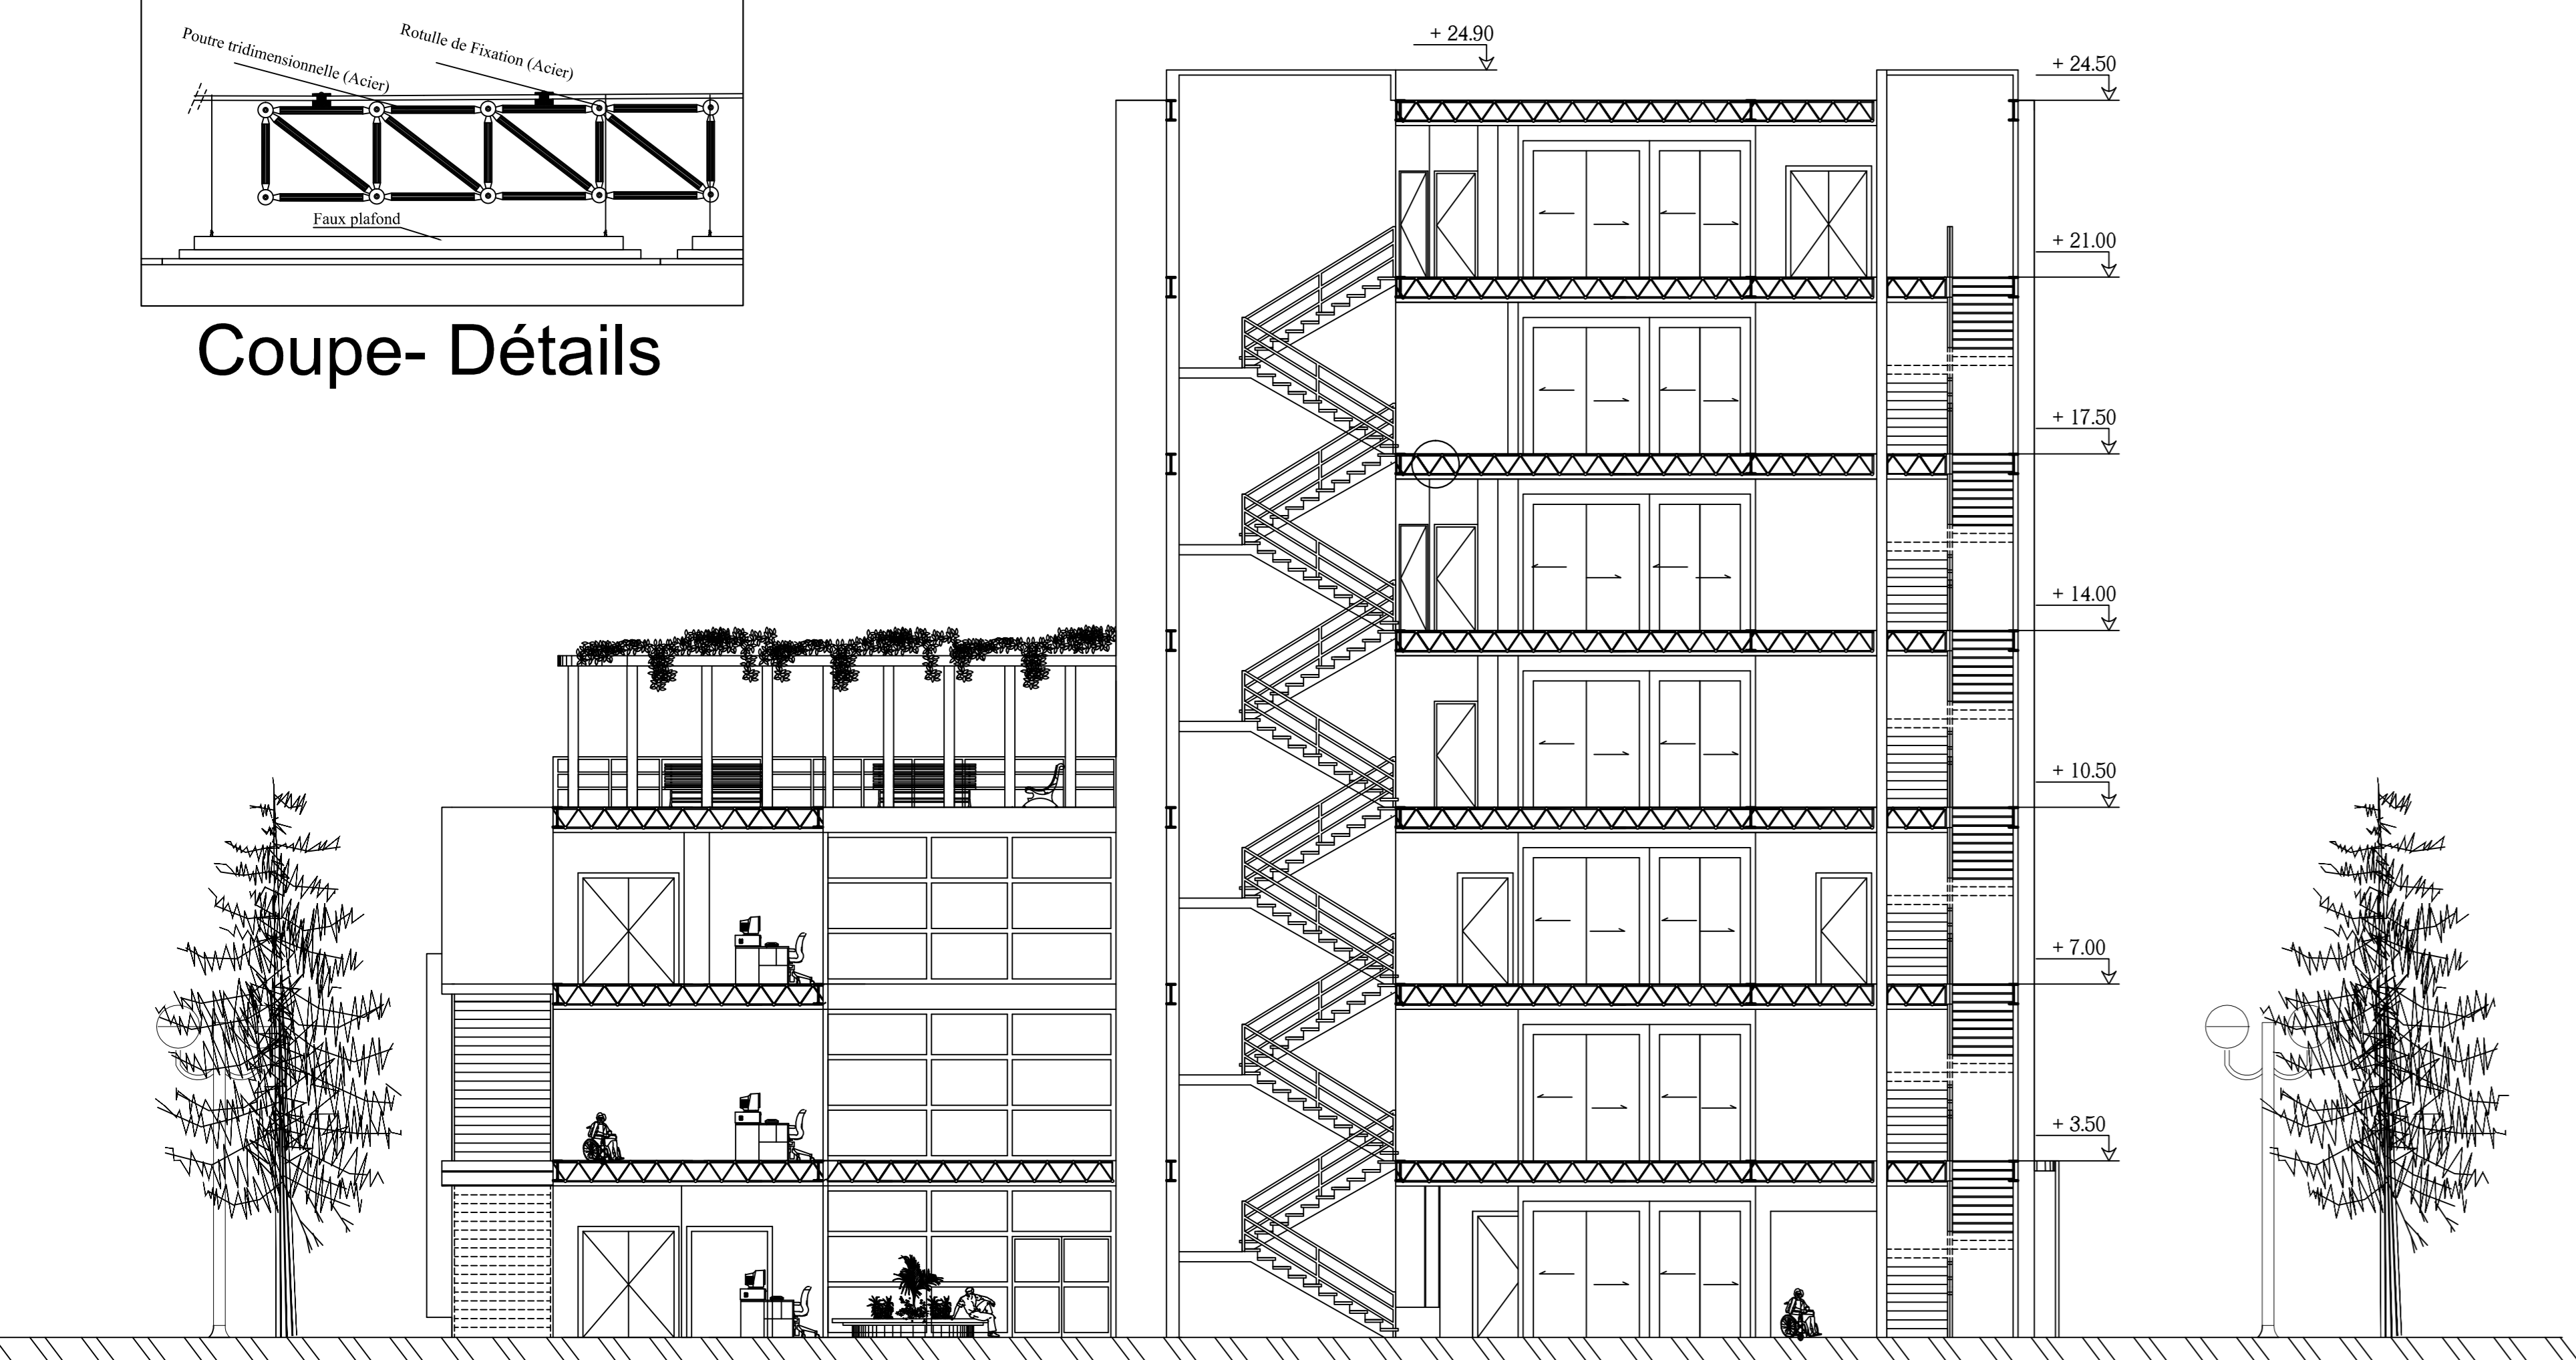 Poutre tridimensionnelle (Acier)
Rotulle de Fixation (Acier)
Faux plafond
Coupe- Détails
+ 24.90
+ 24.50
+ 21.00
+ 17.50
+ 14.00
+ 10.50
+ 7.00
+ 3.50